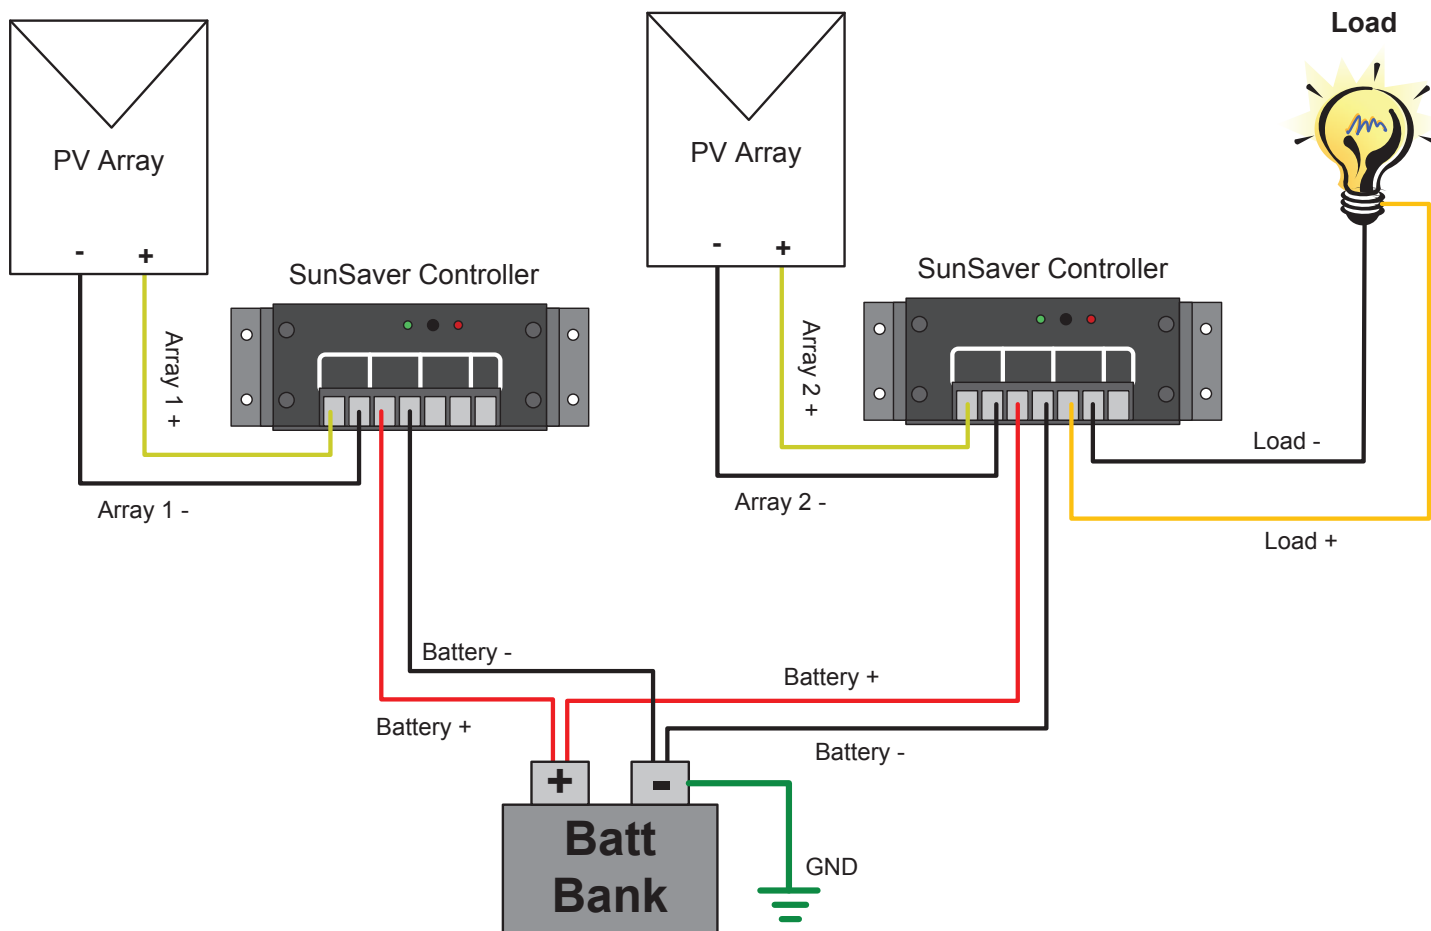 Load
PV Array
- +
PV Array
- +
SunSaver Controller
SunSaver Controller
Array 1 +
Array 2 +
Array 1 -
Array 2 -
Load -
Load +
Battery -
Battery +
Battery +
Battery -
+ -
Batt
Bank
GND